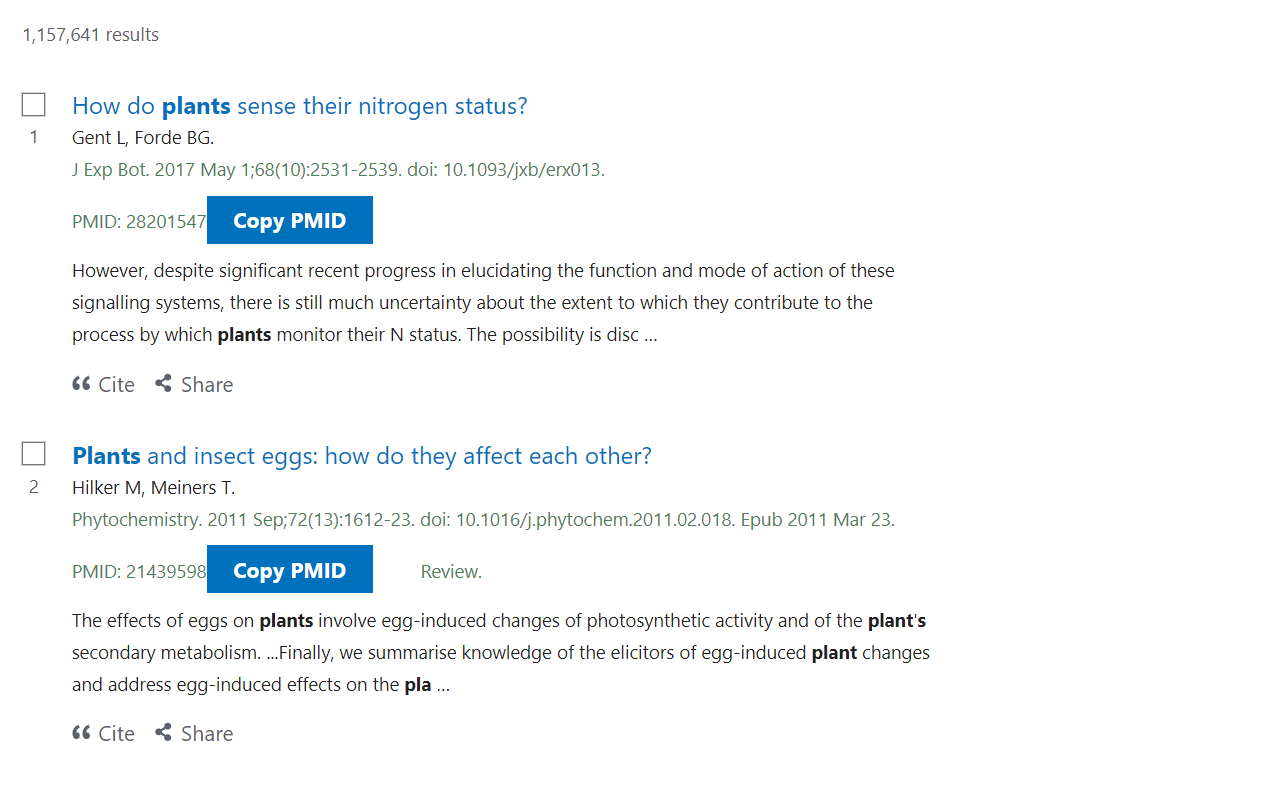 1,157,641 results
How do plants sense their nitrogen status?
1
Gent L, Forde BG.
J Exp Bot. 2017 May 1;68(10):2531-2539. doi: 10.1093/jxb/erx013.
PMID: 28201547 Copy PMID
However, despite significant recent progress in elucidating the function and mode of action of these
signalling systems, there is still much uncertainty about the extent to which they contribute to the
process by which plants monitor their N status. The possibility is disc ...
Cite Share
Plants and insect eggs: how do they affect each other?
2
Hilker M, Meiners T.
Phytochemistry. 2011 Sep;72(13):1612-23. doi: 10.1016/j.phytochem.2011.02.018. Epub 2011 Mar 23.
PMID: 21439598 Copy PMID Review.
The effects of eggs on plants involve egg-induced changes of photosynthetic activity and of the plant's
secondary metabolism. ...Finally, we summarise knowledge of the elicitors of egg-induced plant changes
and address egg-induced effects on the pla ...
Cite Share